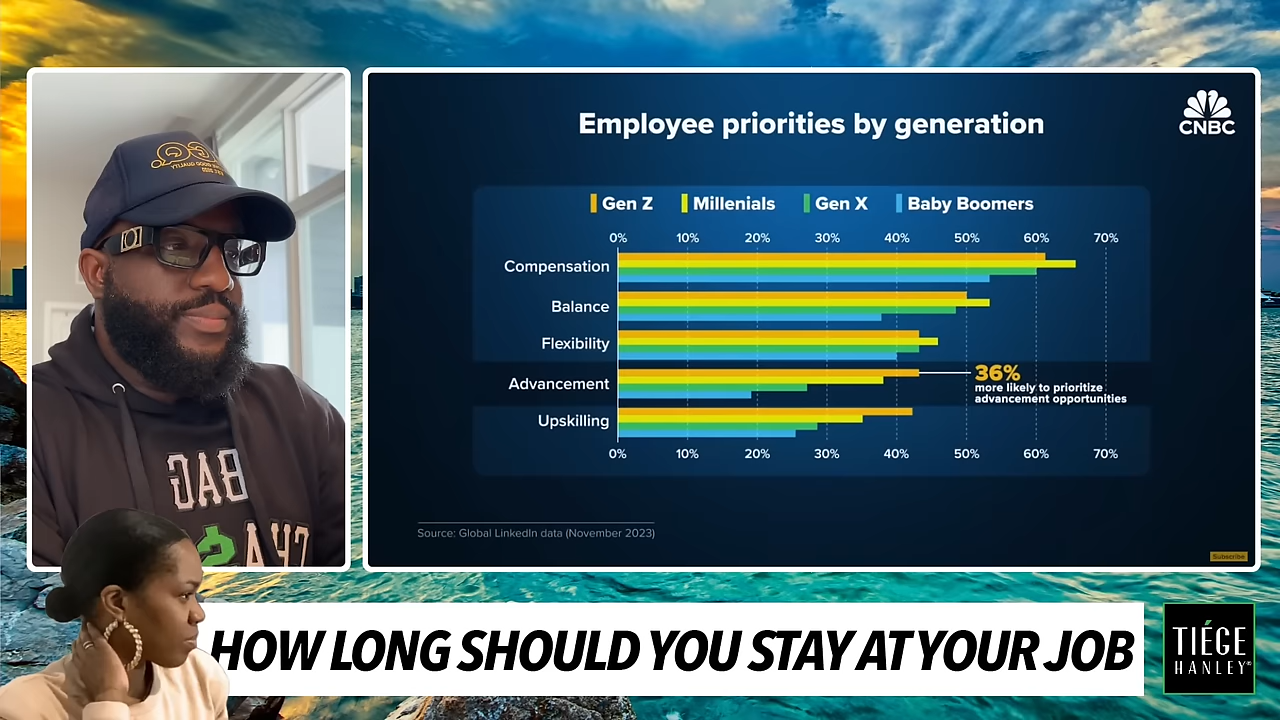 Employee priorities by generation
CNBC
Gen Z Millenials Gen X Baby Boomers
0% 10% 20% 30% 40% 50% 60% 70%
Compensation
Balance
Flexibility
Advancement
36%
more likely to prioritize
advancement opportunities
Upskilling
0% 10% 20% 30% 40% 50% 60% 70%
Source: Global LinkedIn data (November 2023)
Subscribe
HOW LONG SHOULD YOU STAY AT YOUR JOB
TIÉGE
HANLEY